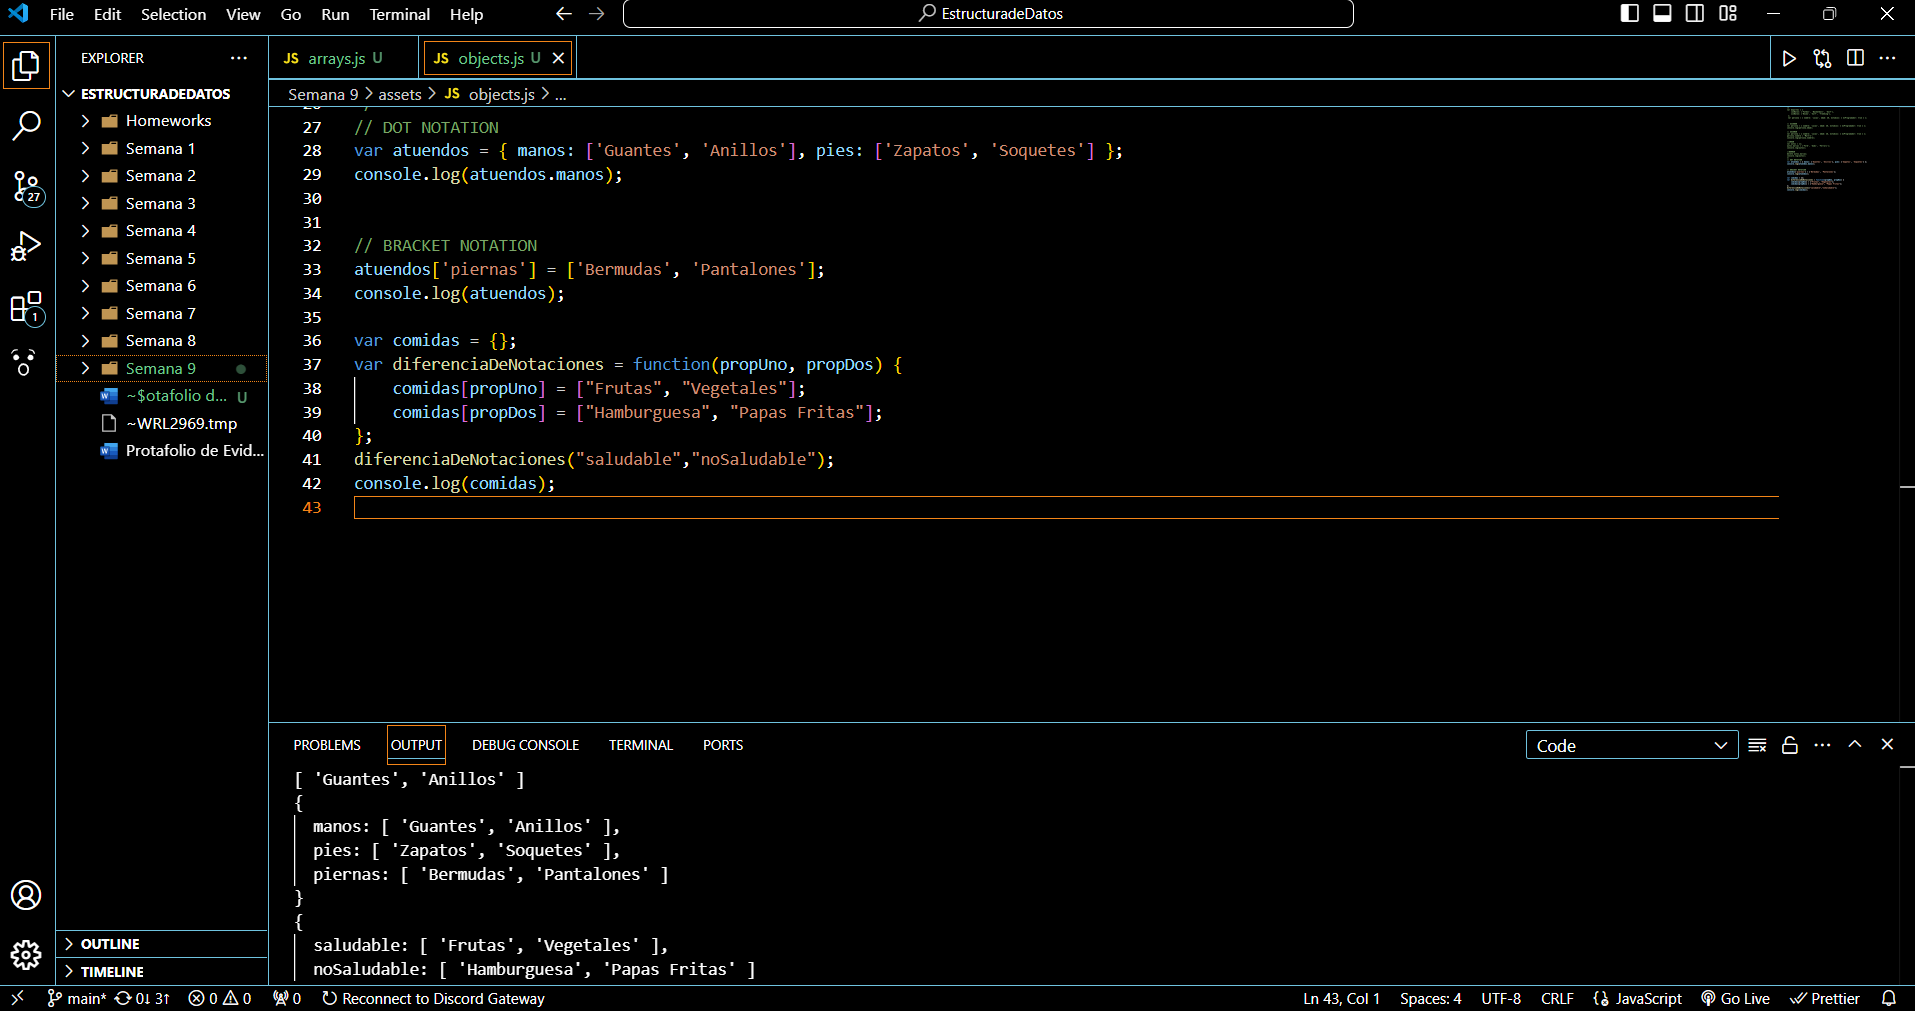 File Edit Selection View Go Run Terminal Help
EstructuradeDatos
EXPLORER
ESTRUCTURADEDATOS
Homeworks
Semana 1
Semana 2
Semana 3
Semana 4
Semana 5
Semana 6
Semana 7
Semana 8
Semana 9
~$otafolio d... U
~WRL2969.tmp
Protafolio de Evid...
OUTLINE
TIMELINE
27
1
JS arrays.js U JS objects.js U
Semana 9 > assets > JS objects.js > ...
27 // DOT NOTATION
28 var atuendos = { manos: ['Guantes', 'Anillos'], pies: ['Zapatos', 'Soquetes'] };
29 console.log(atuendos.manos);
30
31
32 // BRACKET NOTATION
33 atuendos['piernas'] = ['Bermudas', 'Pantalones'];
34 console.log(atuendos);
35
36 var comidas = {};
37 var diferenciaDeNotaciones = function(propUno, propDos) {
38 comidas[propUno] = ["Frutas", "Vegetales"];
39 comidas[propDos] = ["Hamburguesa", "Papas Fritas"];
40 };
41 diferenciaDeNotaciones("saludable","noSaludable");
42 console.log(comidas);
43
PROBLEMS OUTPUT DEBUG CONSOLE TERMINAL PORTS Code
[ 'Guantes', 'Anillos' ]
{
manos: [ 'Guantes', 'Anillos' ],
pies: [ 'Zapatos', 'Soquetes' ],
piernas: [ 'Bermudas', 'Pantalones' ]
}
{
saludable: [ 'Frutas', 'Vegetales' ],
noSaludable: [ 'Hamburguesa', 'Papas Fritas' ]
main* 0↓ 3↑ 0 0 0 Reconnect to Discord Gateway Ln 43, Col 1 Spaces: 4 UTF-8 CRLF JavaScript Go Live Prettier